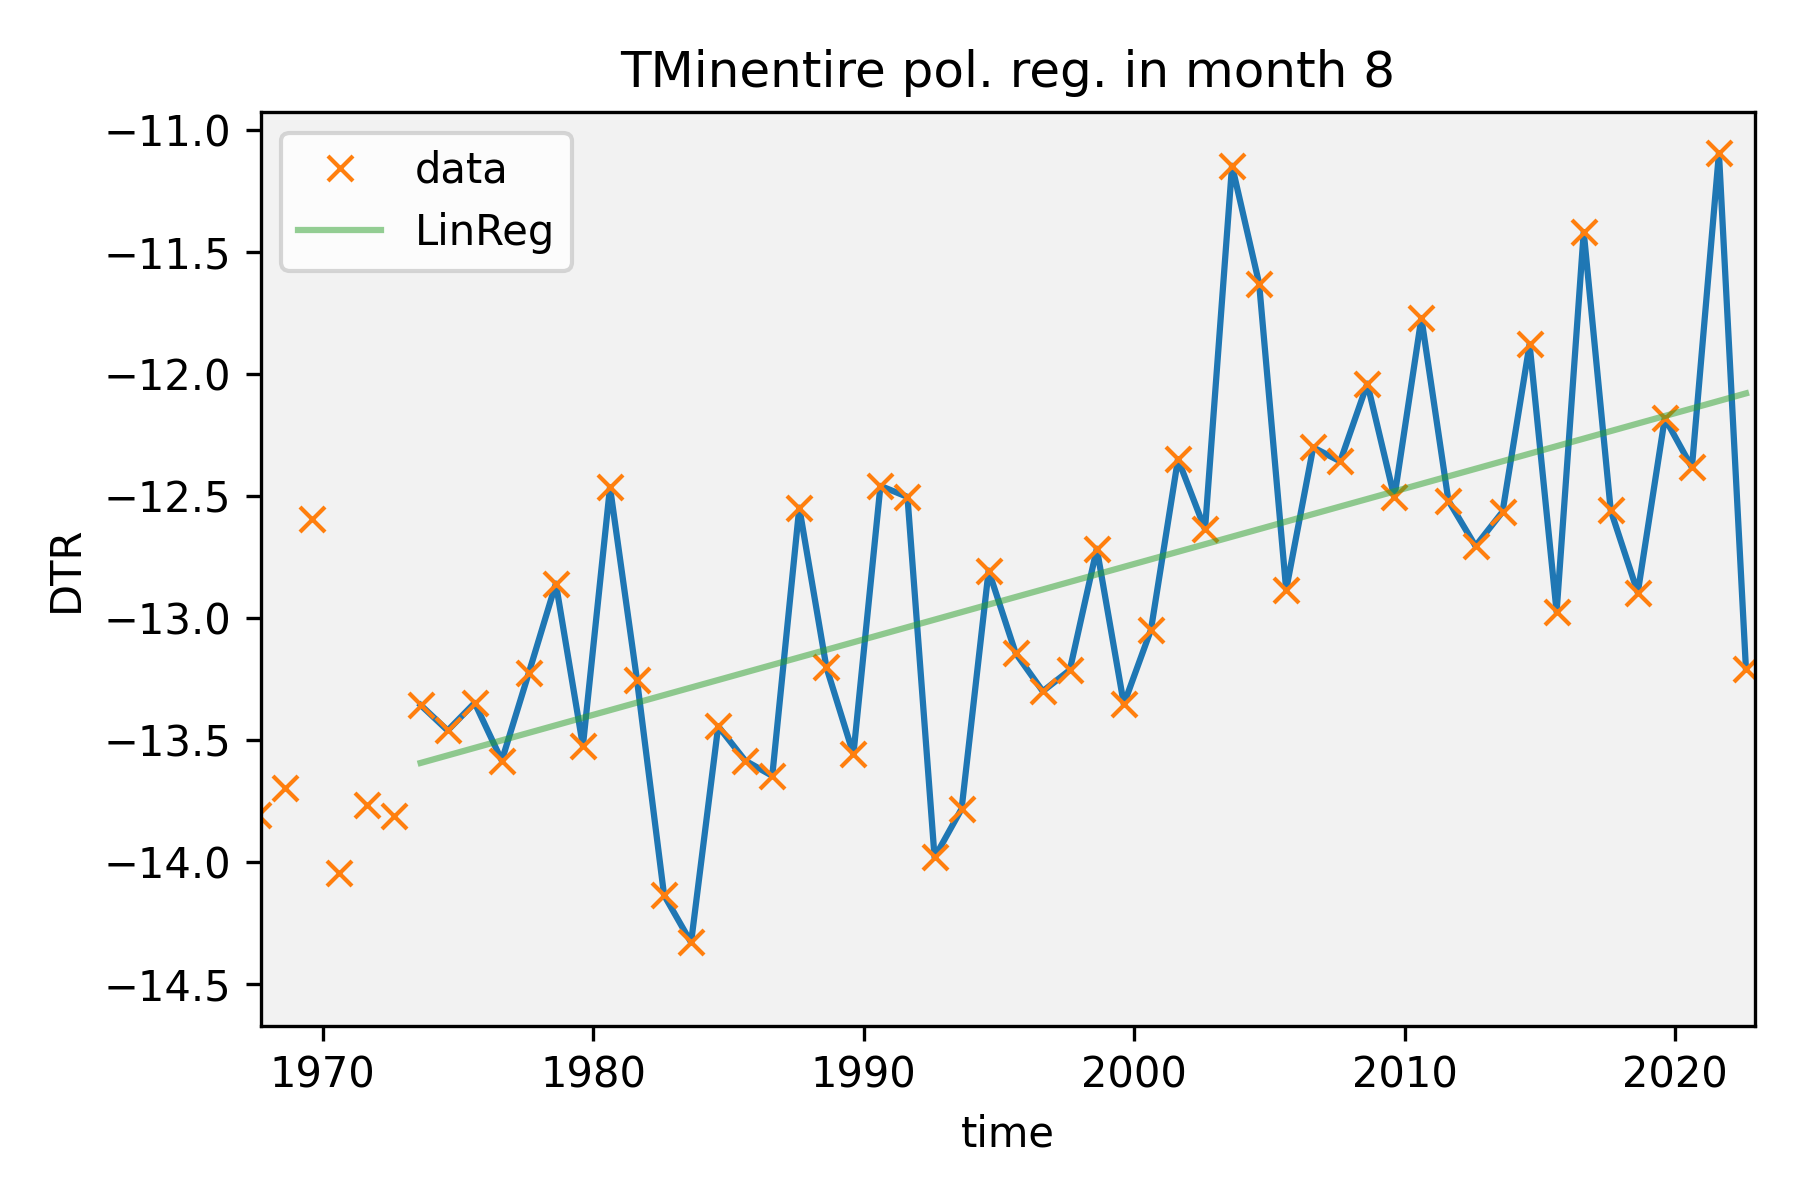 TMinentire pol. reg. in month 8
−11.0
−11.5
−12.0
−12.5
−13.0
−13.5
−14.0
−14.5
DTR
data
LinReg
1970 1980 1990 2000 2010 2020
time